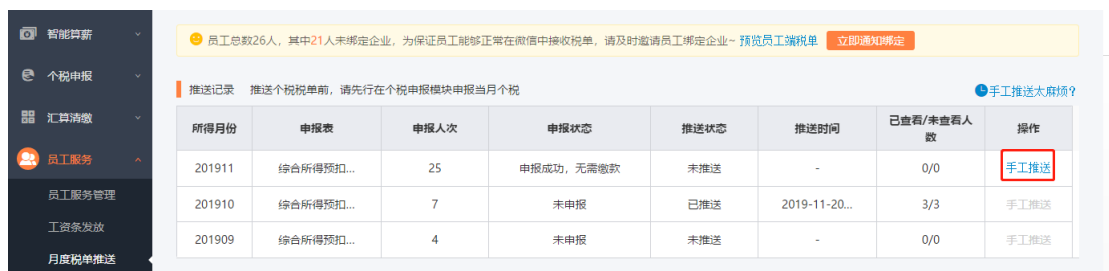 智能算薪
个税申报
汇算清缴
员工服务
员工服务管理
工资条发放
月度税单推送
员工总数26人，其中21人未绑定企业，为保证员工能够正常在微信中接收税单，请及时邀请员工绑定企业~ 预览员工端税单 立即通知绑定
推送记录 推送个税税单前，请先行在个税申报模块申报当月个税 手工推送太麻烦?
所得月份 申报表 申报人次 申报状态 推送状态 推送时间 已查看/未查看人数 操作
201911 综合所得预扣... 25 申报成功，无需缴款 未推送 - 0/0 手工推送
201910 综合所得预扣... 7 未申报 已推送 2019-11-20... 3/3 手工推送
201909 综合所得预扣... 4 未申报 未推送 - 0/0 手工推送